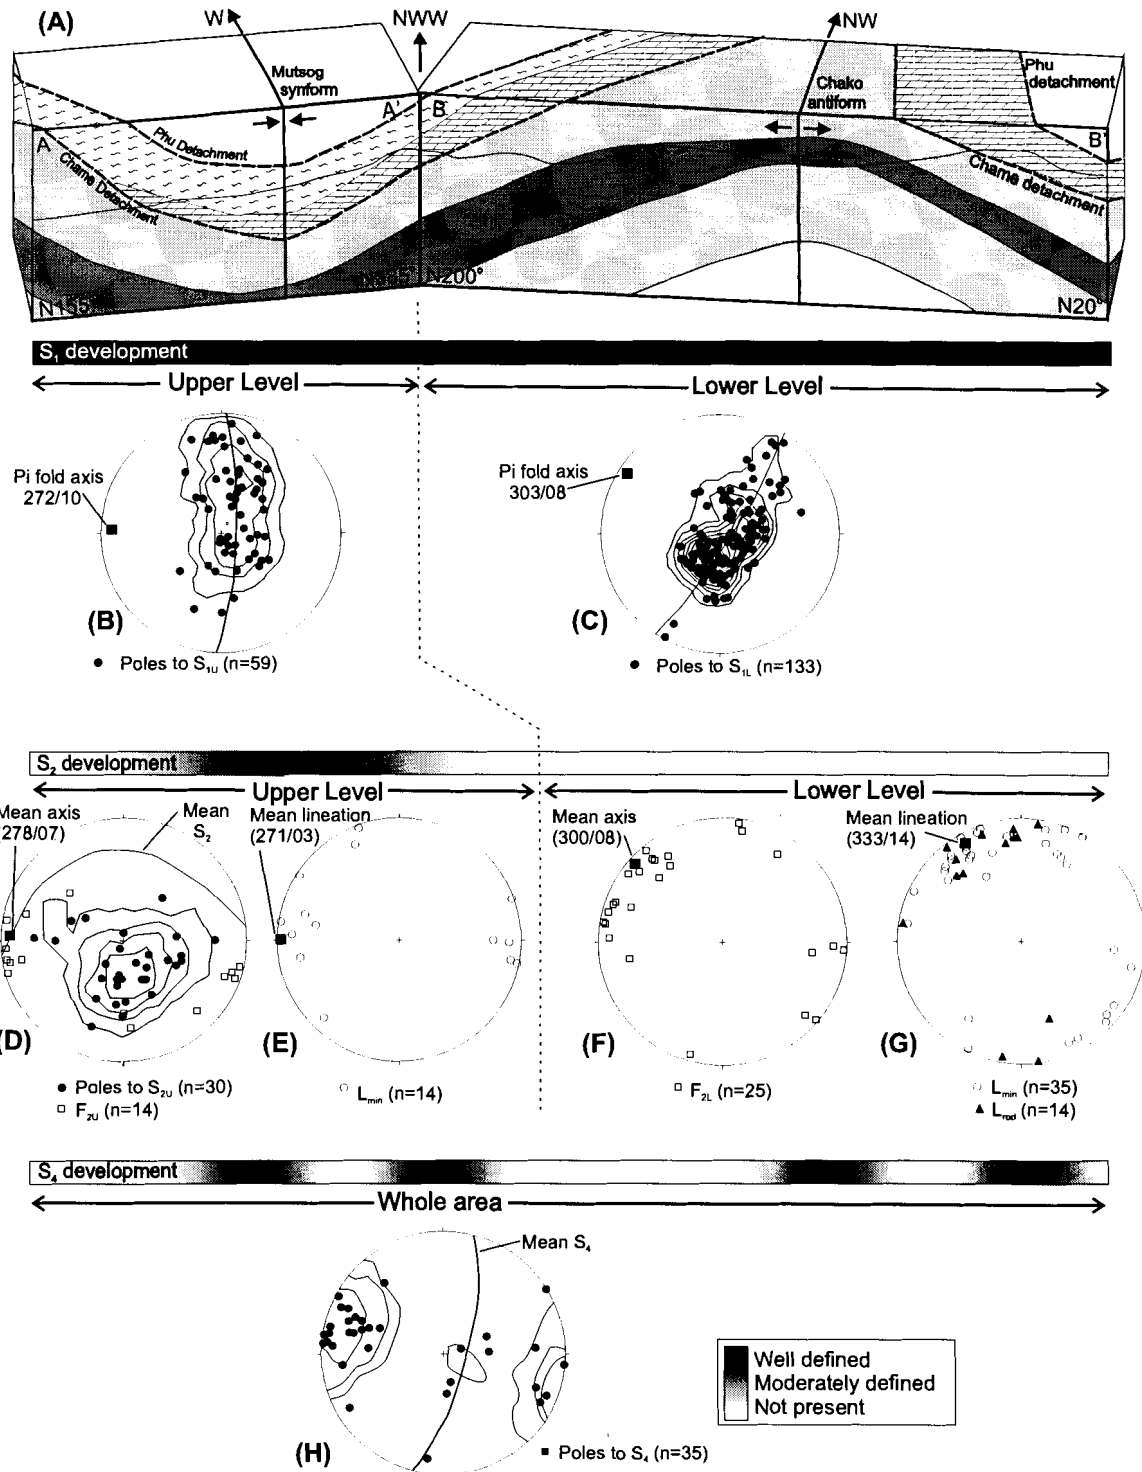 (A)
W
NWW
NW
Mutsog
synform
Chako
antiform
Phu
detachment
A
A'
B
B'
Phu Detachment
Chame Detachment
Chame detachment
N155°
N200°
N20°
S₁ development
Upper Level
Lower Level
Pi fold axis
272/10
Pi fold axis
303/08
(B)
(C)
Poles to S₁U (n=59)
Poles to S₁L (n=133)
S₂ development
Upper Level
Lower Level
Mean axis
(278/07)
Mean
S₂
Mean lineation
(271/03)
Mean axis
(300/08)
Mean lineation
(333/14)
(D)
(E)
(F)
(G)
Poles to S₂U (n=30)
F₂U (n=14)
Lmin (n=14)
F₂L (n=25)
Lmin (n=35)
Lrod (n=14)
S₄ development
Whole area
Mean S₄
Well defined
Moderately defined
Not present
(H)
Poles to S₄ (n=35)